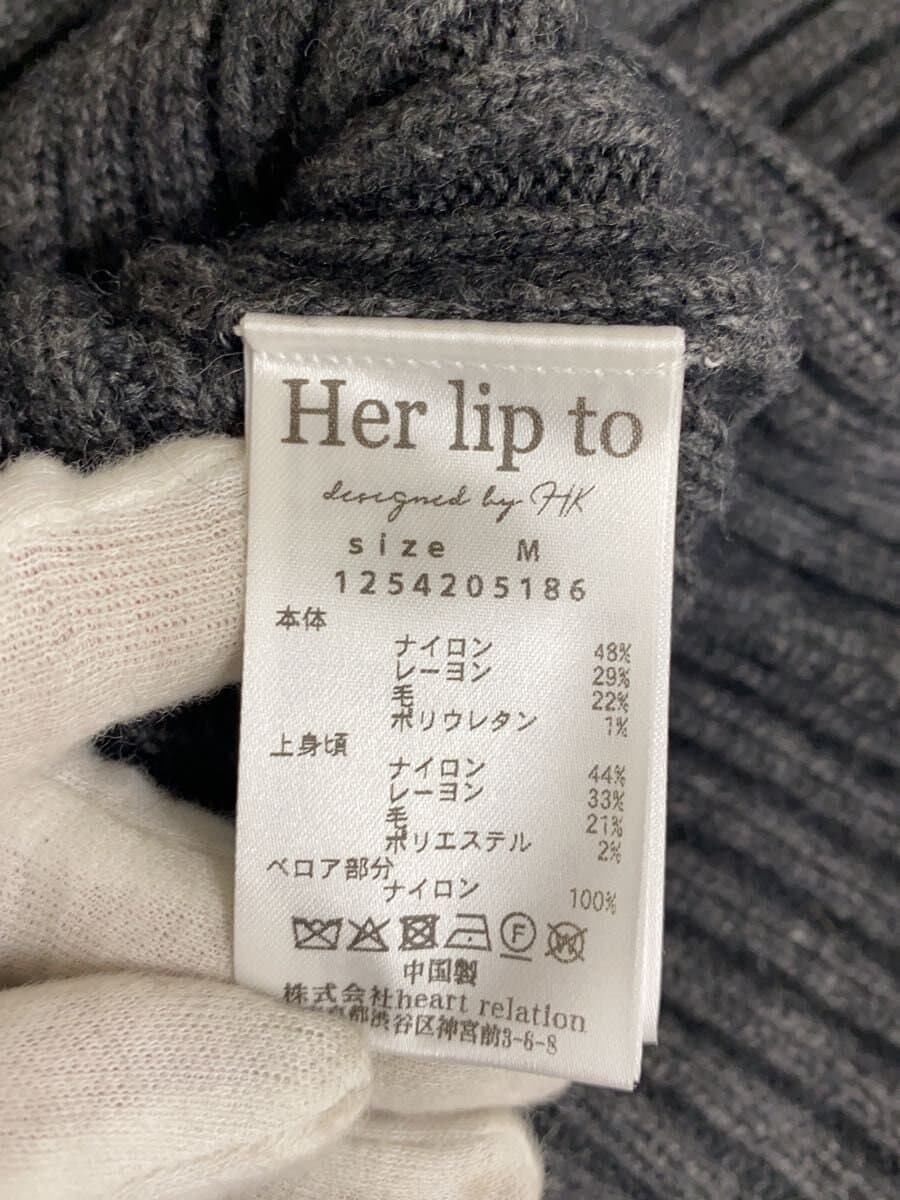 Her lip to
designed by HK
size M
1254205186
本体
ナイロン 48%
レーヨン 29%
毛 22%
ポリウレタン 1%
上身頃
ナイロン 44%
レーヨン 33%
毛 21%
ポリエステル 2%
ベロア部分
ナイロン 100%
F
W
中国製
株式会社heart relation
京都渋谷区神宮前3-6-8